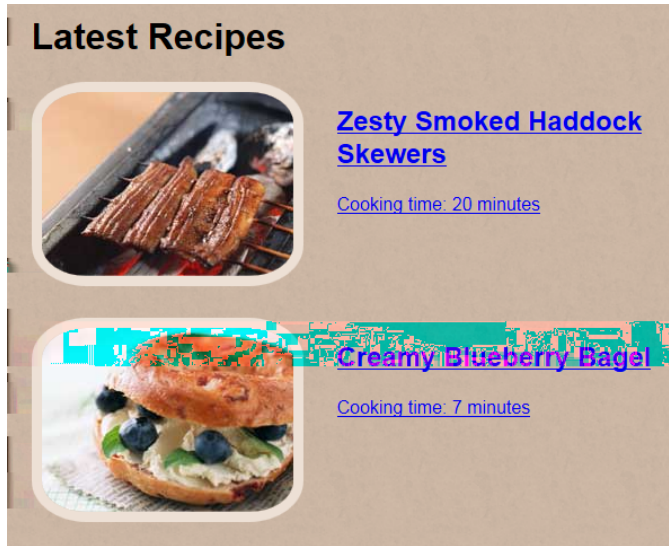 Latest Recipes
Zesty Smoked Haddock
Skewers
Cooking time: 20 minutes
Creamy Blueberry Bagel
Cooking time: 7 minutes